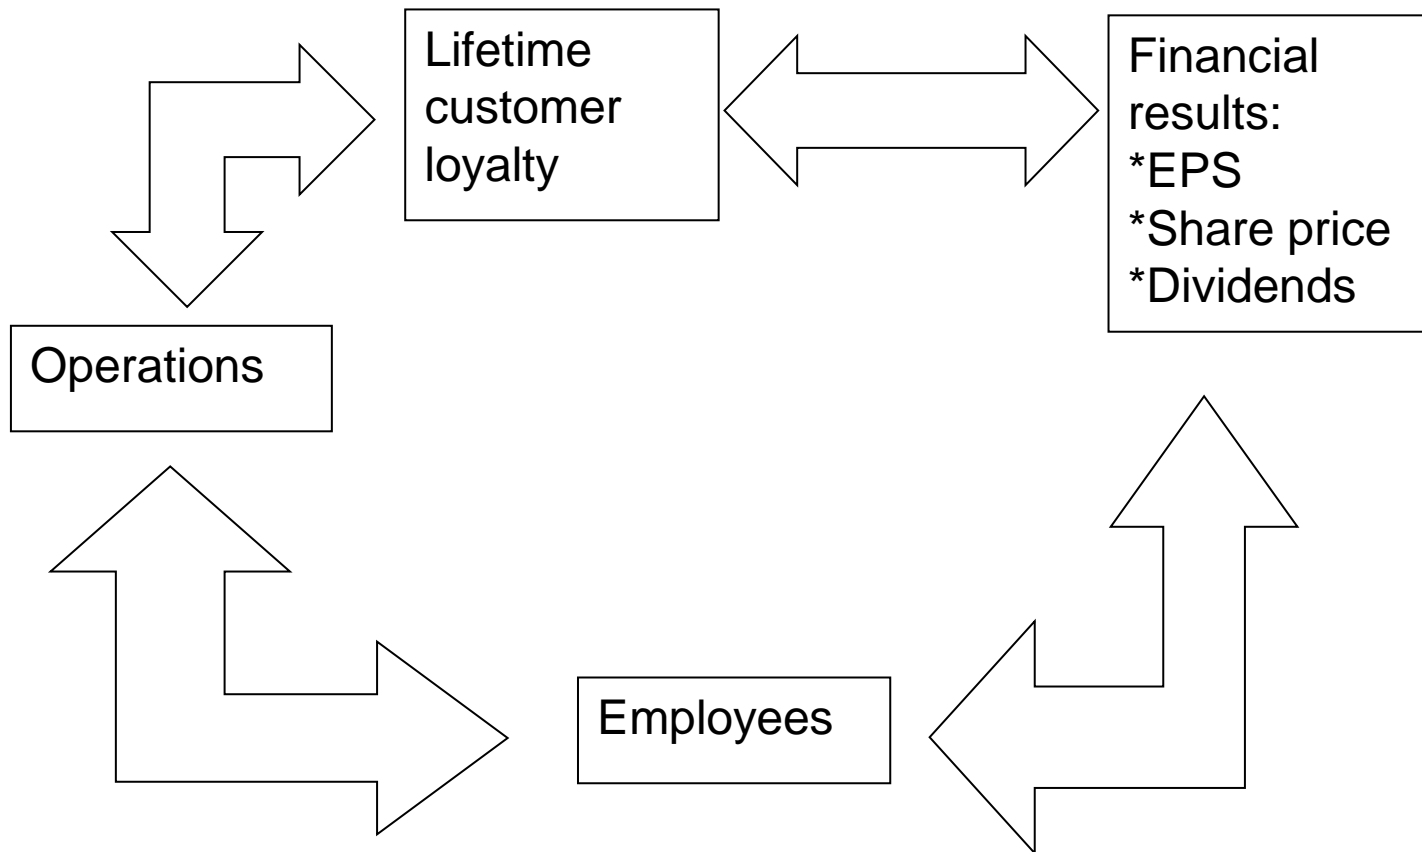 Lifetime
customer
loyalty
Financial
results:
*EPS
*Share price
*Dividends
Operations
Employees